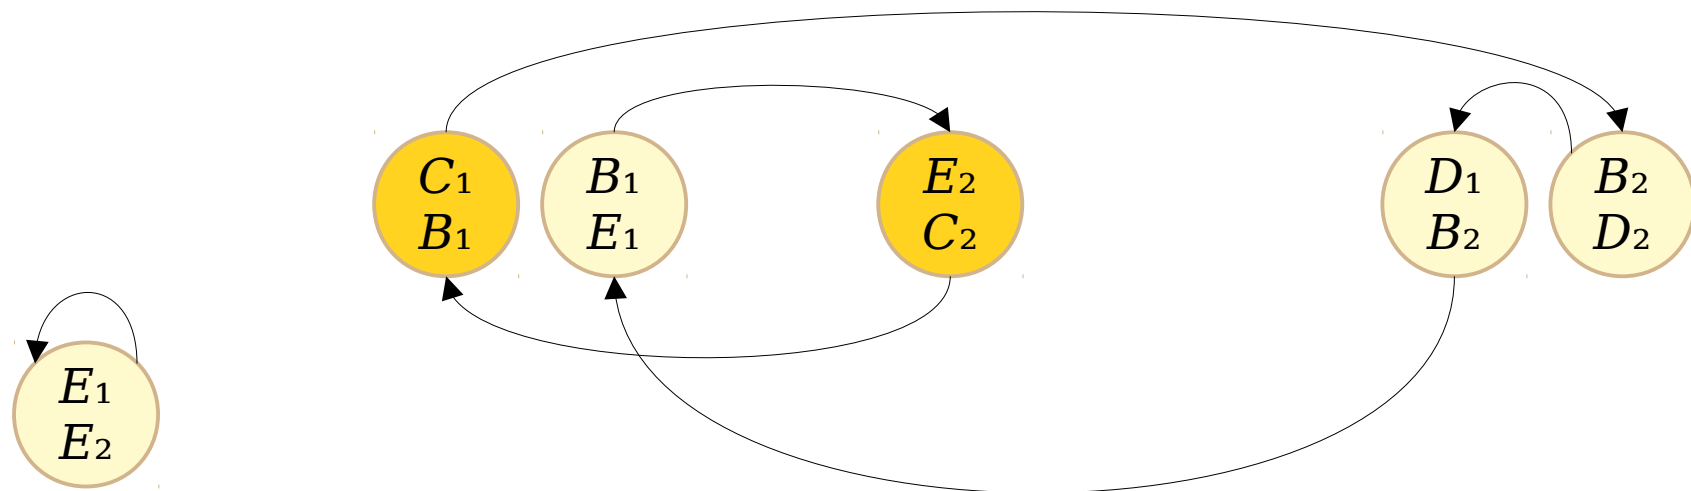 C₁
B₁
B₁
E₁
E₂
C₂
D₁
B₂
B₂
D₂
E₁
E₂